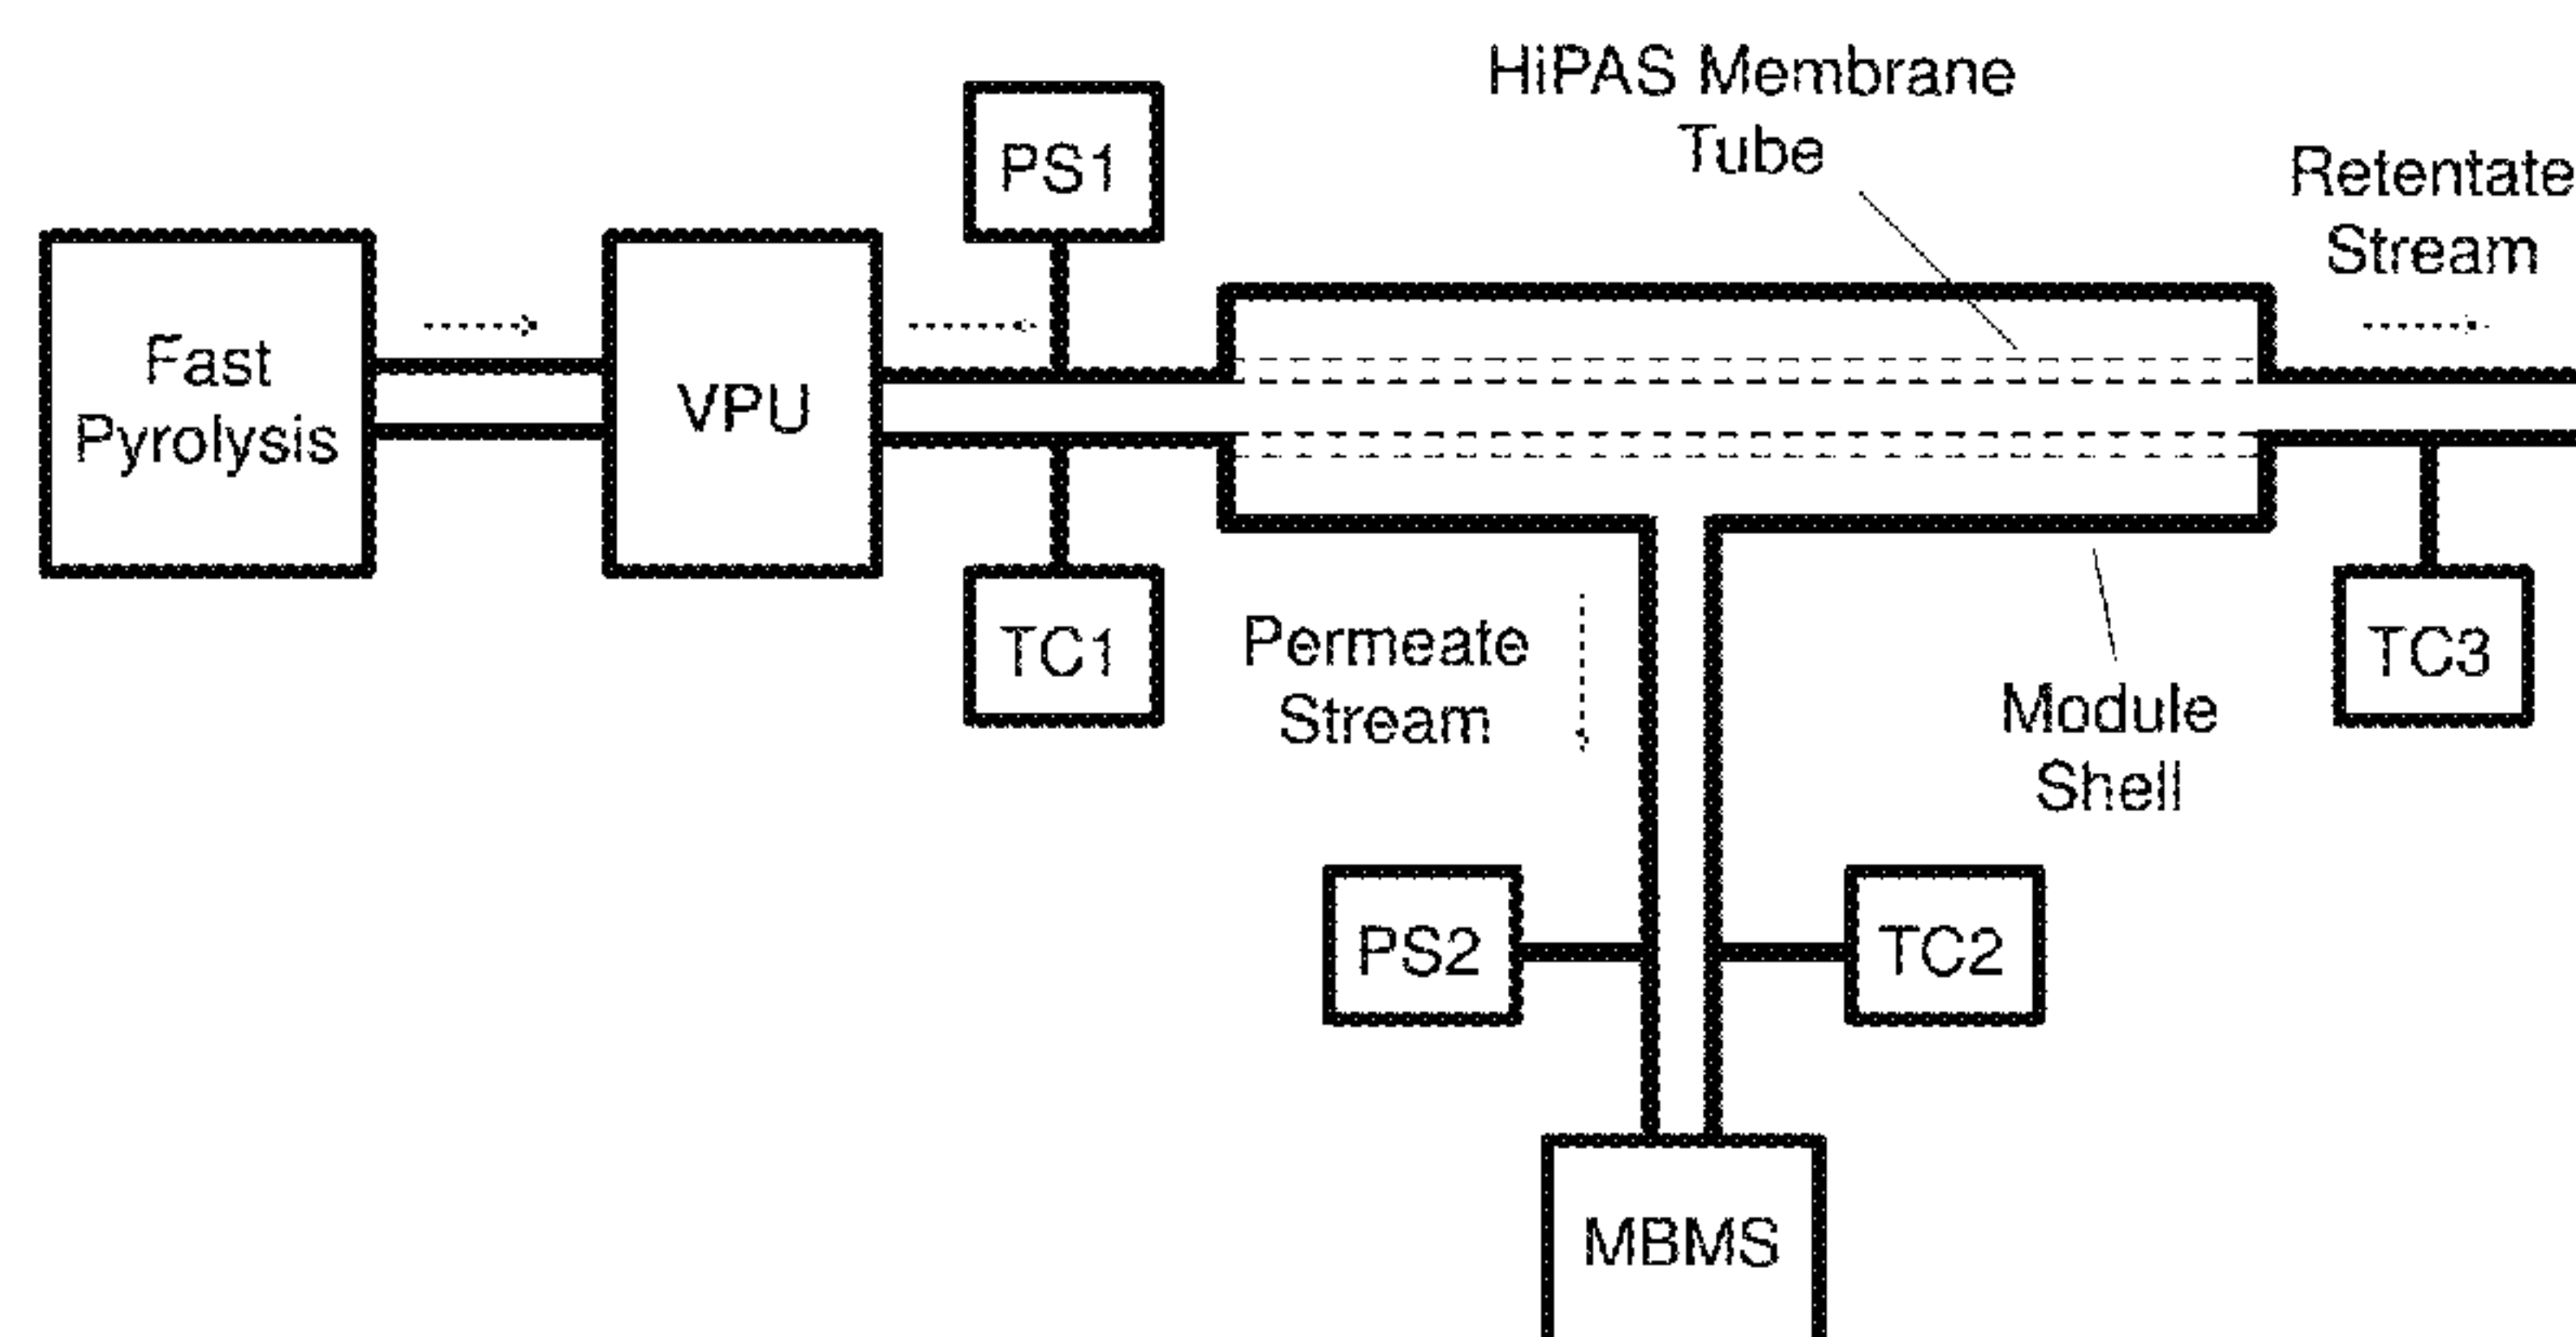 HiPAS Membrane
Tube
PS1
Retentate
Stream
Fast
Pyrolysis
VPU
TC1
Permeate
Stream
TC3
Module
Shell
PS2
TC2
MBMS